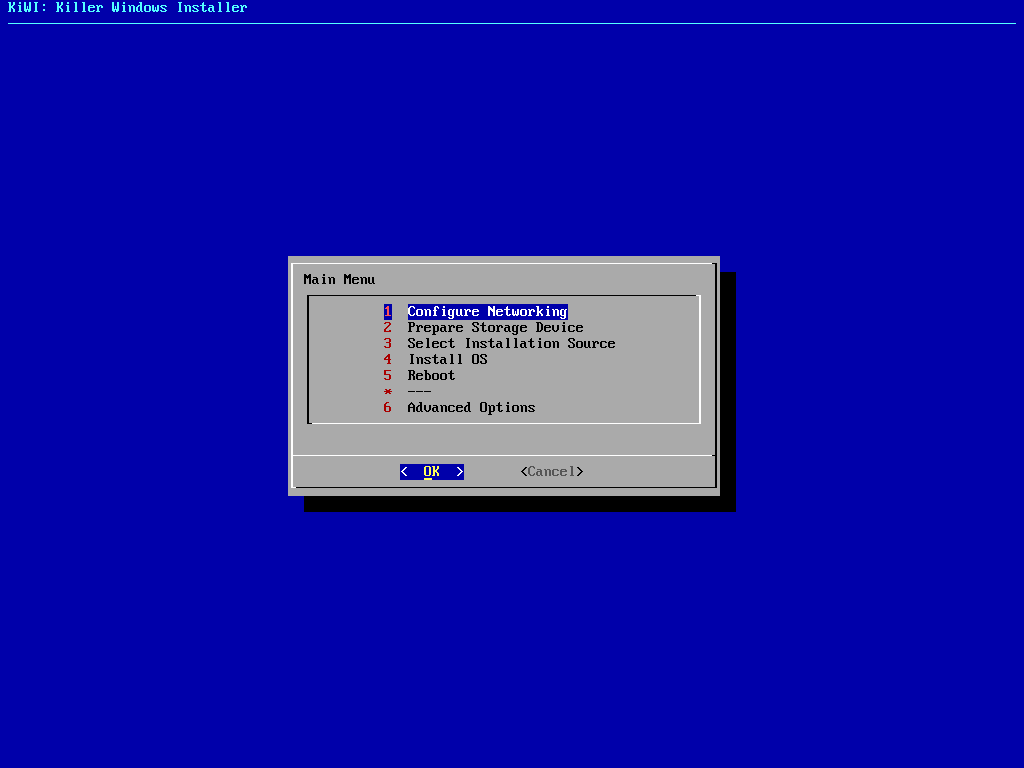 KiWI: Killer Windows Installer
Main Menu
1 Configure Networking
2 Prepare Storage Device
3 Select Installation Source
4 Install OS
5 Reboot
* ---
6 Advanced Options
< OK > <Cancel>